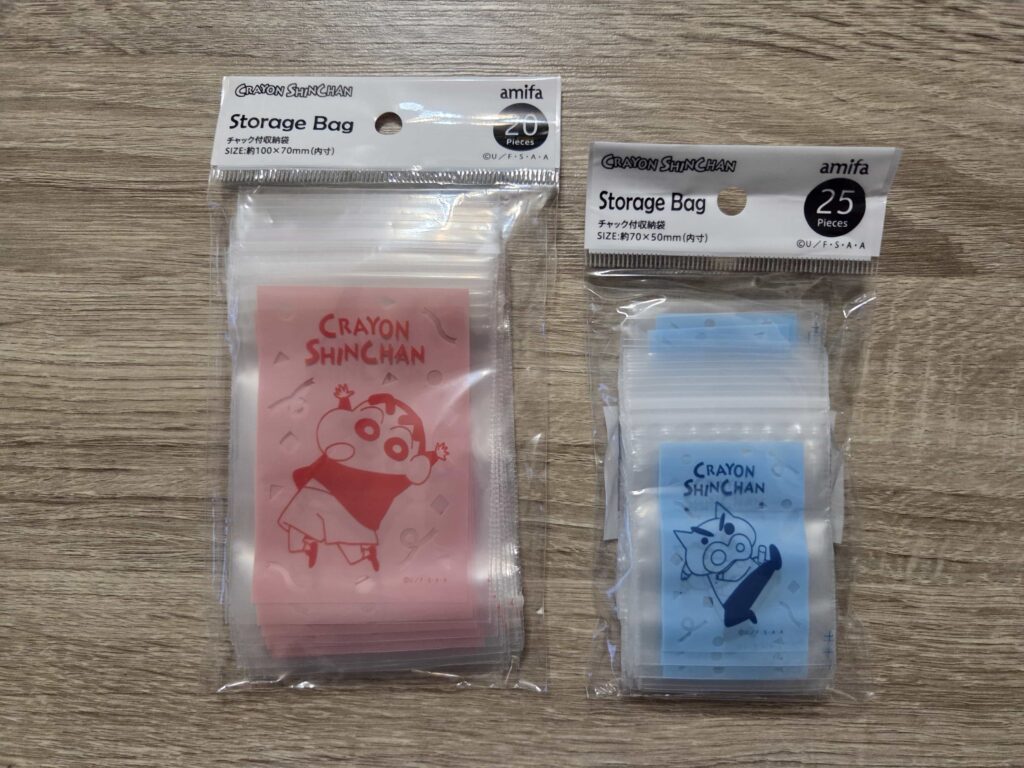 CRAYON SHINCHAN
amifa
Storage Bag
20
Pieces
チャック付収納袋
SIZE:約100×70mm(内寸)
©U/F・S・A・A
CRAYON
SHINCHAN
©U/F・S・A・A
CRAYON SHINCHAN
amifa
Storage Bag
25
Pieces
チャック付収納袋
SIZE:約70×50mm(内寸)
©U/F・S・A・A
CRAYON
SHINCHAN
©U/F・S・A・A